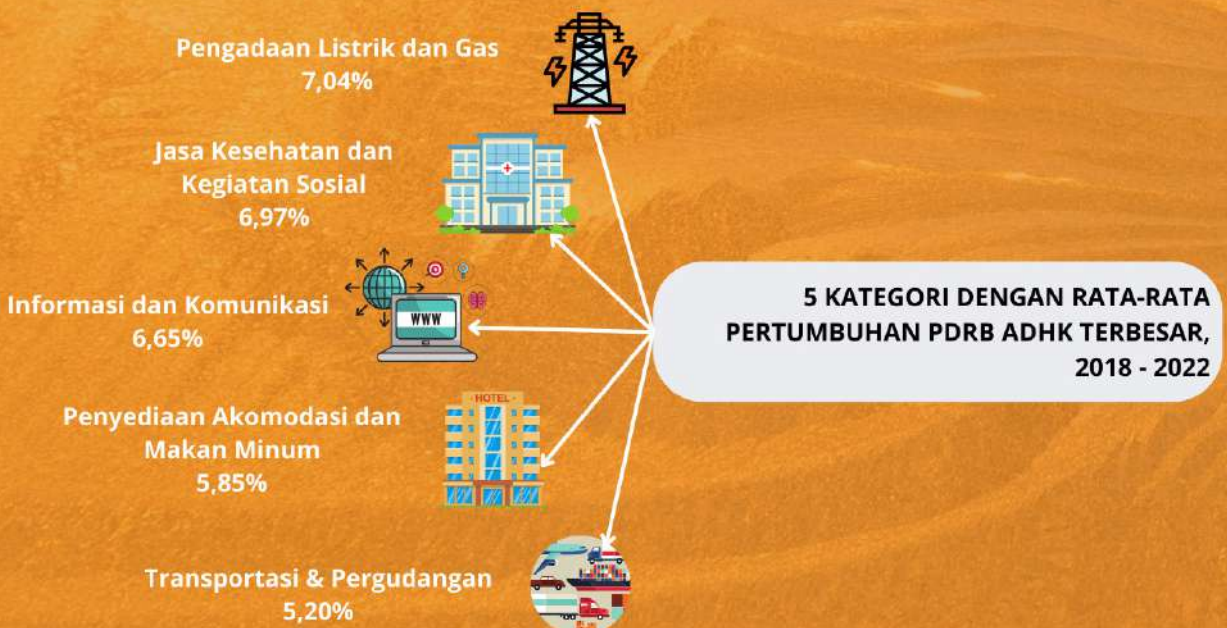 Pengadaan Listrik dan Gas
7,04%
Jasa Kesehatan dan
Kegiatan Sosial
6,97%
Informasi dan Komunikasi
6,65%
WWW
5 KATEGORI DENGAN RATA-RATA
PERTUMBUHAN PDRB ADHK TERBESAR,
2018 - 2022
HOTEL
Penyediaan Akomodasi dan
Makan Minum
5,85%
Transportasi & Pergudangan
5,20%